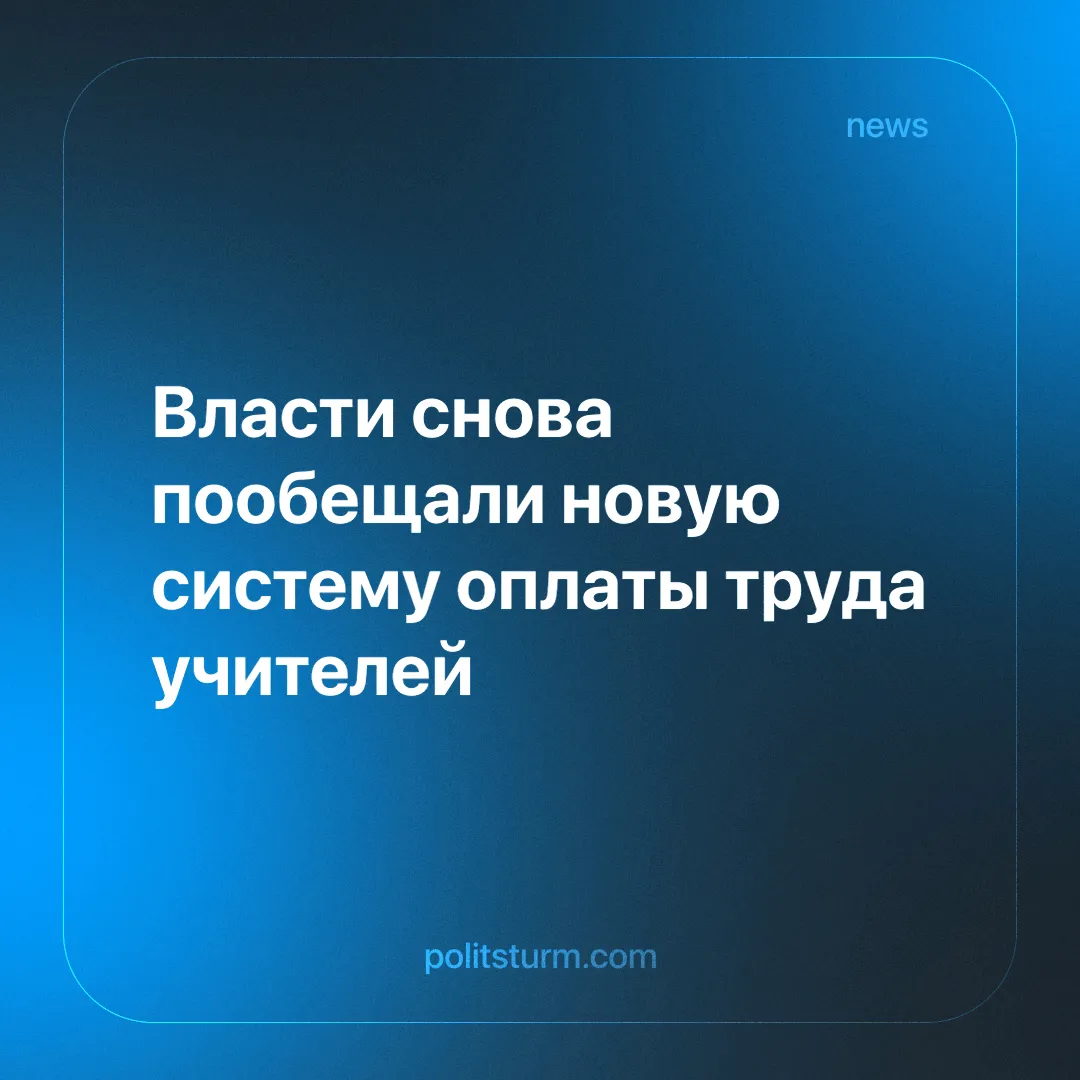 news
Власти снова
пообещали новую
систему оплаты труда
учителей
politsturm.com